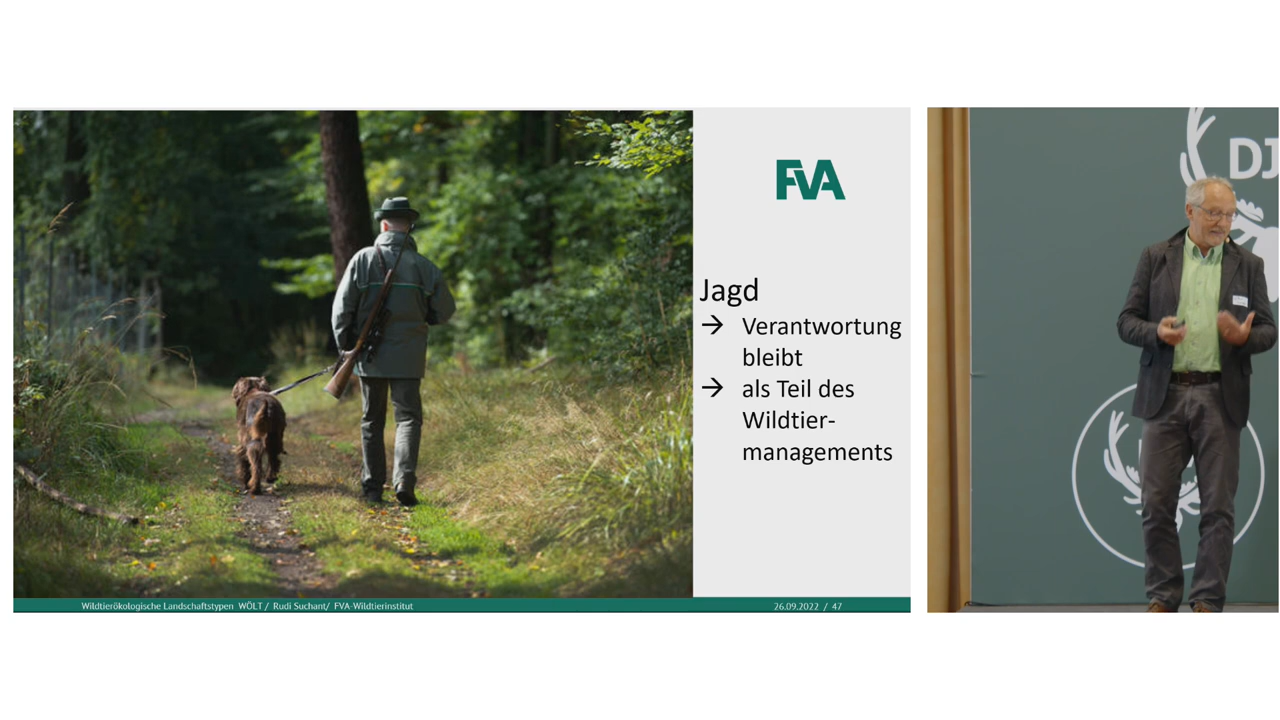 FVA
Jagd
→ Verantwortung
bleibt
→ als Teil des
Wildtier-
managements
Wildtierökologische Landschaftstypen WÖLT / Rudi Suchant/ FVA-Wildtierinstitut
26.09.2022 / 47
DJ